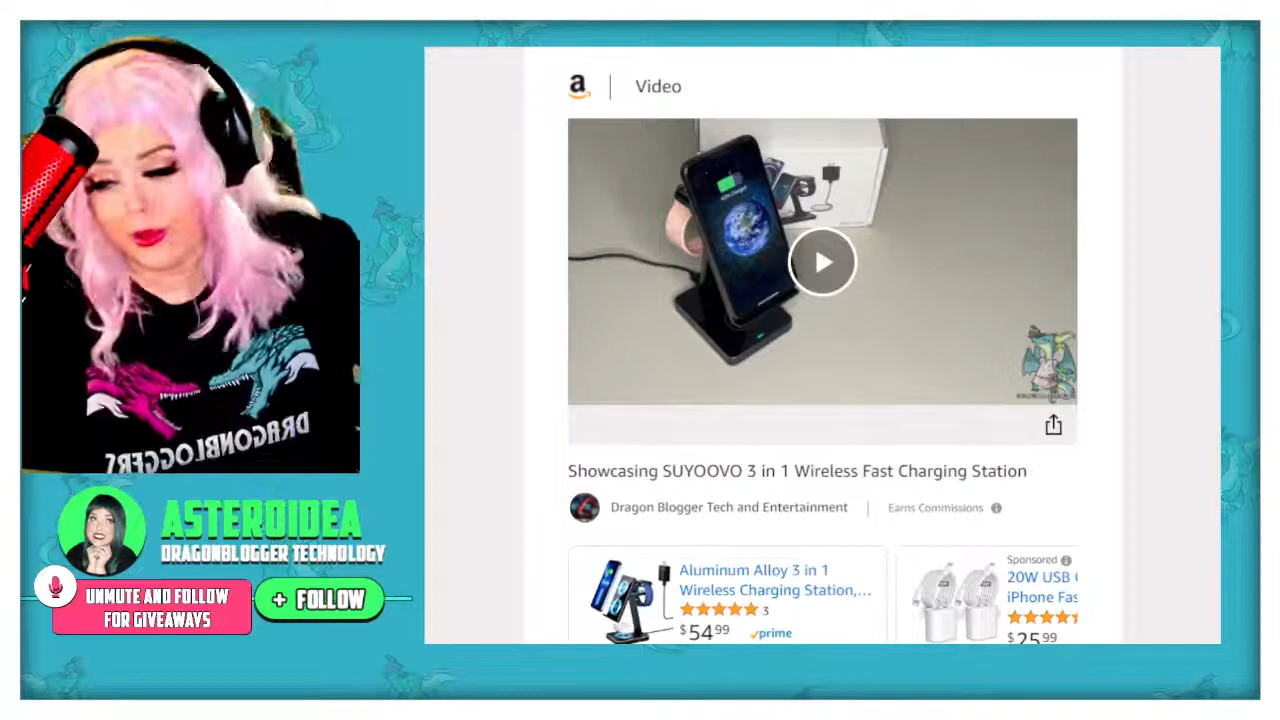 a | Video
Showcasing SUYOOVO 3 in 1 Wireless Fast Charging Station
Dragon Blogger Tech and Entertainment | Earns Commissions
Aluminum Alloy 3 in 1
Wireless Charging Station,...
3
$54.99
prime
Sponsored
20W USB C
iPhone Fas
$25.99
DRAGONBLOGGER
ASTEROIDEA
DRAGONBLOGGER TECHNOLOGY
UNMUTE AND FOLLOW
FOR GIVEAWAYS
+ FOLLOW